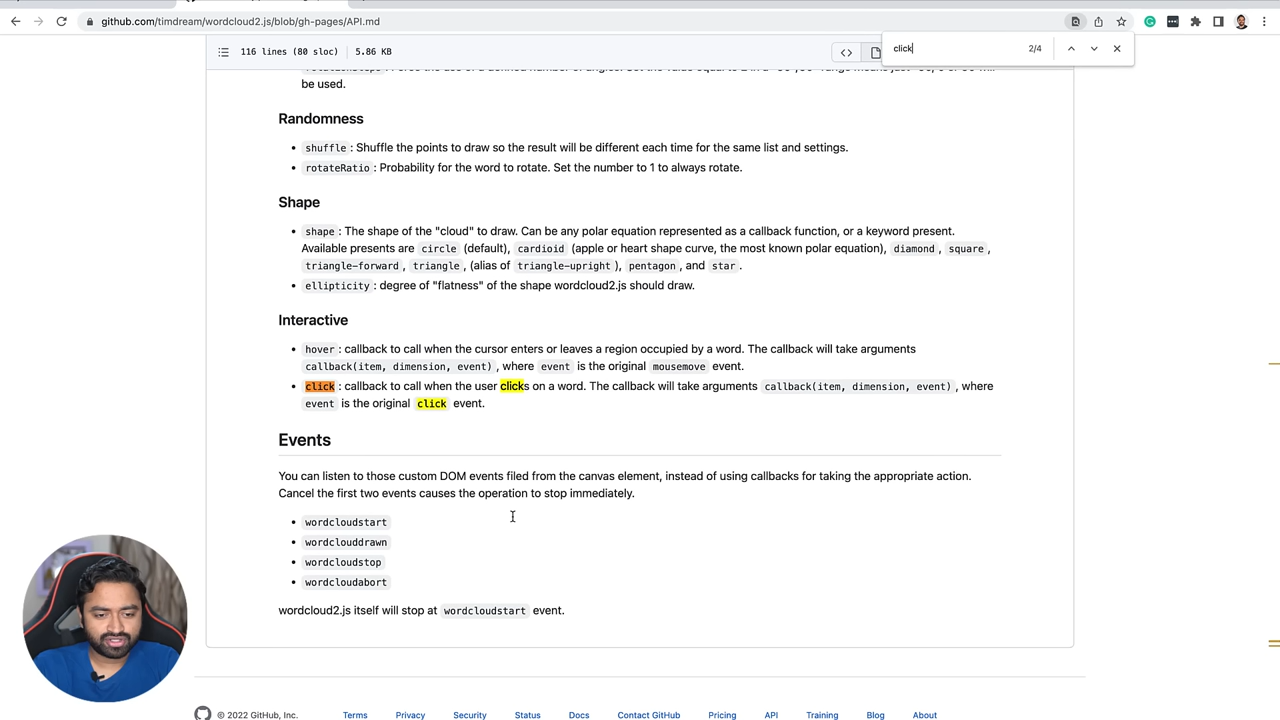 github.com/timdream/wordcloud2.js/blob/gh-pages/API.md
click
2/4
116 lines (80 sloc) 5.86 KB
be used.
Randomness
shuffle : Shuffle the points to draw so the result will be different each time for the same list and settings.
rotateRatio : Probability for the word to rotate. Set the number to 1 to always rotate.
Shape
shape : The shape of the "cloud" to draw. Can be any polar equation represented as a callback function, or a keyword present.
Available presents are circle (default), cardioid (apple or heart shape curve, the most known polar equation), diamond , square ,
triangle-forward , triangle , (alias of triangle-upright ), pentagon , and star .
ellipticity : degree of "flatness" of the shape wordcloud2.js should draw.
Interactive
hover : callback to call when the cursor enters or leaves a region occupied by a word. The callback will take arguments
callback(item, dimension, event) , where event is the original mousemove event.
click : callback to call when the user clicks on a word. The callback will take arguments callback(item, dimension, event) , where
event is the original click event.
Events
You can listen to those custom DOM events filed from the canvas element, instead of using callbacks for taking the appropriate action.
Cancel the first two events causes the operation to stop immediately.
wordcloudstart
wordclouddrawn
wordcloudstop
wordcloudabort
wordcloud2.js itself will stop at wordcloudstart event.
© 2022 GitHub, Inc. Terms Privacy Security Status Docs Contact GitHub Pricing API Training Blog About